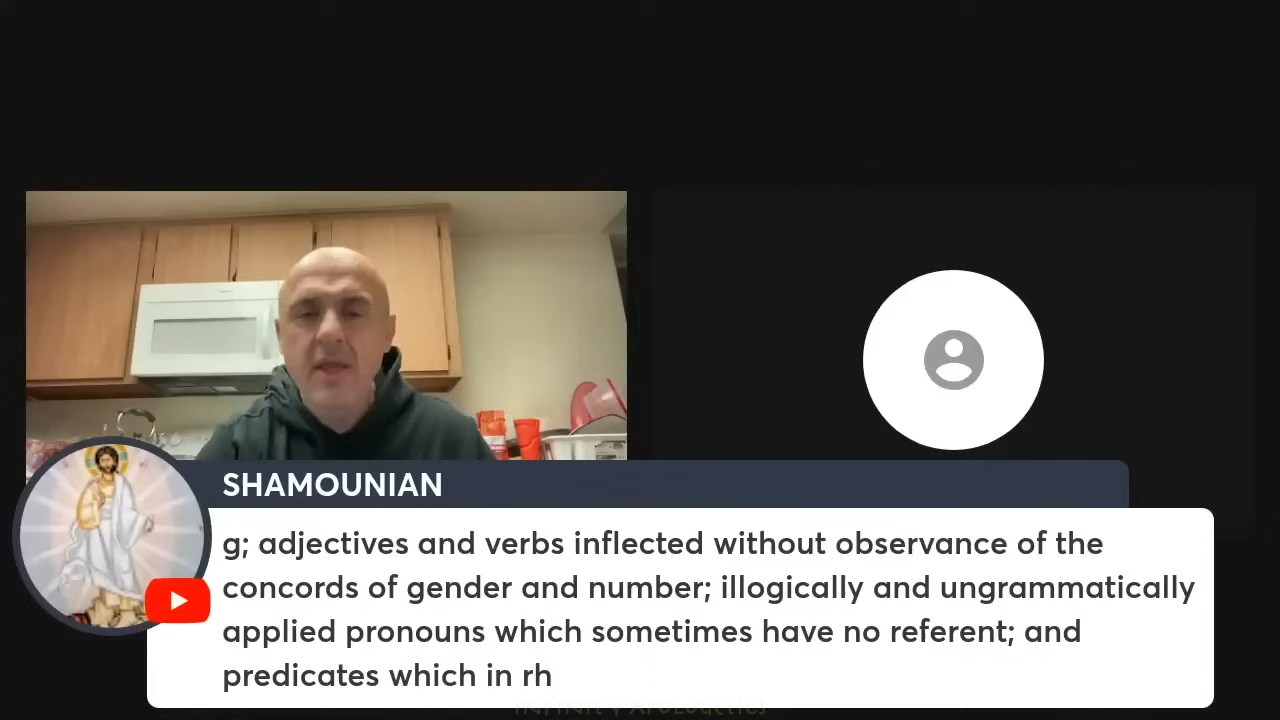 SHAMOUNIAN
g; adjectives and verbs inflected without observance of the
concords of gender and number; illogically and ungrammatically
applied pronouns which sometimes have no referent; and
predicates which in rh